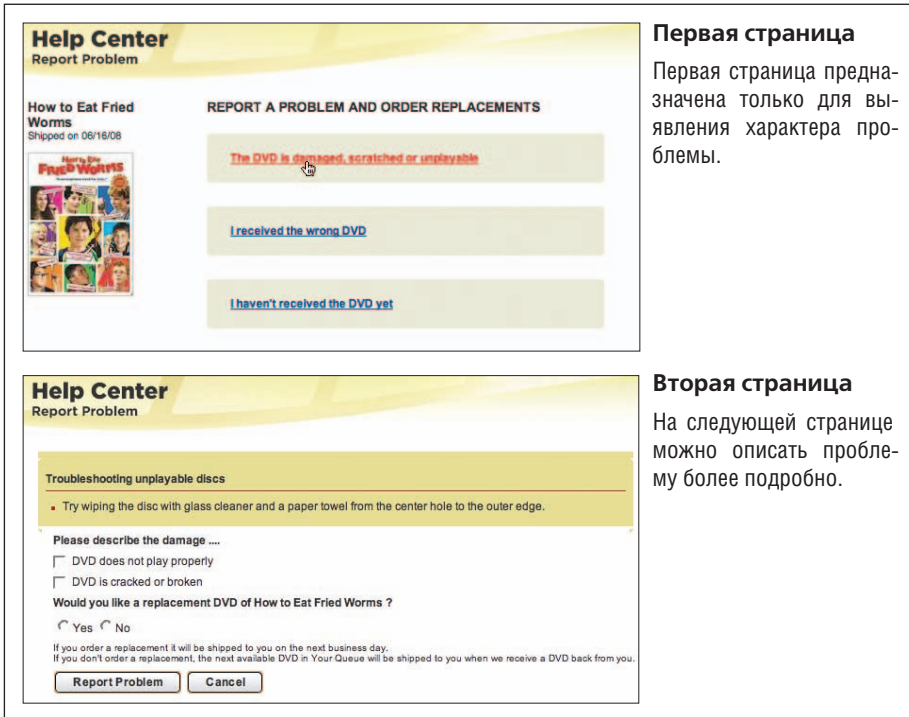 Help Center
Report Problem
How to Eat Fried
Worms
Shipped on 06/16/08
FRIED WORMS
REPORT A PROBLEM AND ORDER REPLACEMENTS
The DVD is damaged, scratched or unplayable
I received the wrong DVD
I haven't received the DVD yet
Первая страница
Первая страница предна-
значена только для вы-
явления характера про-
блемы.
Help Center
Report Problem
Troubleshooting unplayable discs
Try wiping the disc with glass cleaner and a paper towel from the center hole to the outer edge.
Please describe the damage ....
DVD does not play properly
DVD is cracked or broken
Would you like a replacement DVD of How to Eat Fried Worms ?
Yes No
If you order a replacement it will be shipped to you on the next business day.
If you don't order a replacement, the next available DVD in Your Queue will be shipped to you when we receive a DVD back from you.
Report Problem Cancel
Вторая страница
На следующей странице
можно описать пробле-
му более подробно.